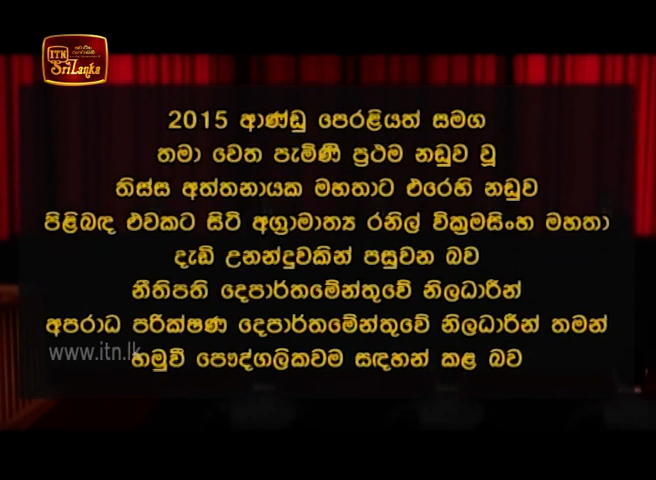 ITN
Sri Lanka
2015 ආණ්ඩු පෙරළියත් සමග
තමා වෙත පැමිණි ප්‍රථම නඩුව වූ
තිස්ස අත්තනායක මහතාට එරෙහි නඩුව
පිළිබඳ එවකට සිටි අග්‍රාමාත්‍ය රනිල් වික්‍රමසිංහ මහතා
දැඩි උනන්දුවකින් පසුවන බව
නීතිපති දෙපාර්තමේන්තුවේ නිලධාරීන්
අපරාධ පරික්ෂණ දෙපාර්තමේන්තුවේ නිලධාරීන් තමන්
හමුවී පෞද්ගලිකවම සඳහන් කළ බව
www.itn.lk